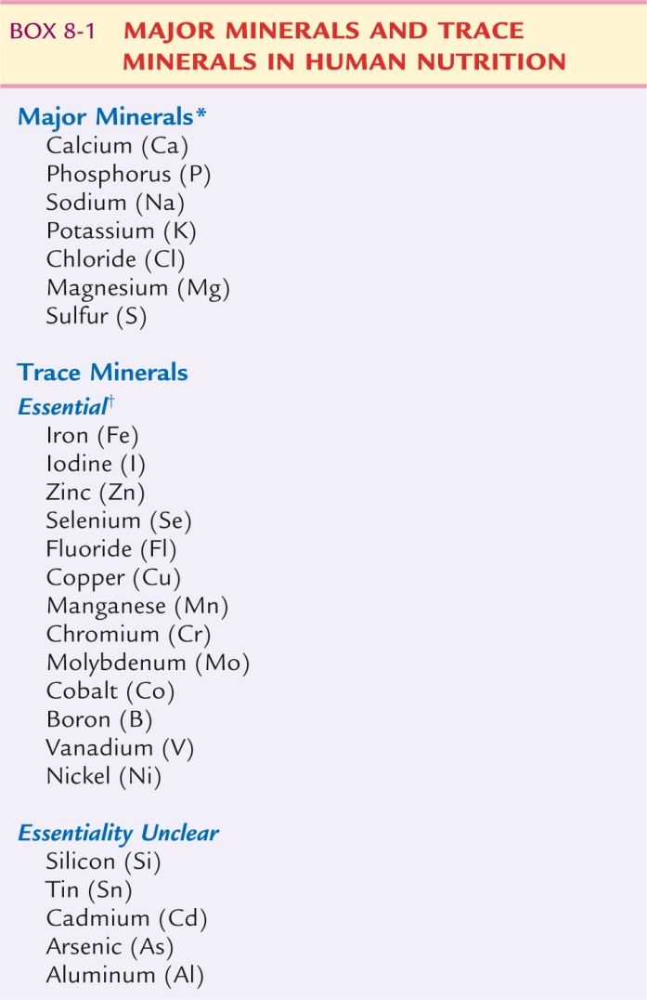 BOX 8-1 MAJOR MINERALS AND TRACE
MINERALS IN HUMAN NUTRITION
Major Minerals*
Calcium (Ca)
Phosphorus (P)
Sodium (Na)
Potassium (K)
Chloride (Cl)
Magnesium (Mg)
Sulfur (S)
Trace Minerals
Essential†
Iron (Fe)
Iodine (I)
Zinc (Zn)
Selenium (Se)
Fluoride (Fl)
Copper (Cu)
Manganese (Mn)
Chromium (Cr)
Molybdenum (Mo)
Cobalt (Co)
Boron (B)
Vanadium (V)
Nickel (Ni)
Essentiality Unclear
Silicon (Si)
Tin (Sn)
Cadmium (Cd)
Arsenic (As)
Aluminum (Al)